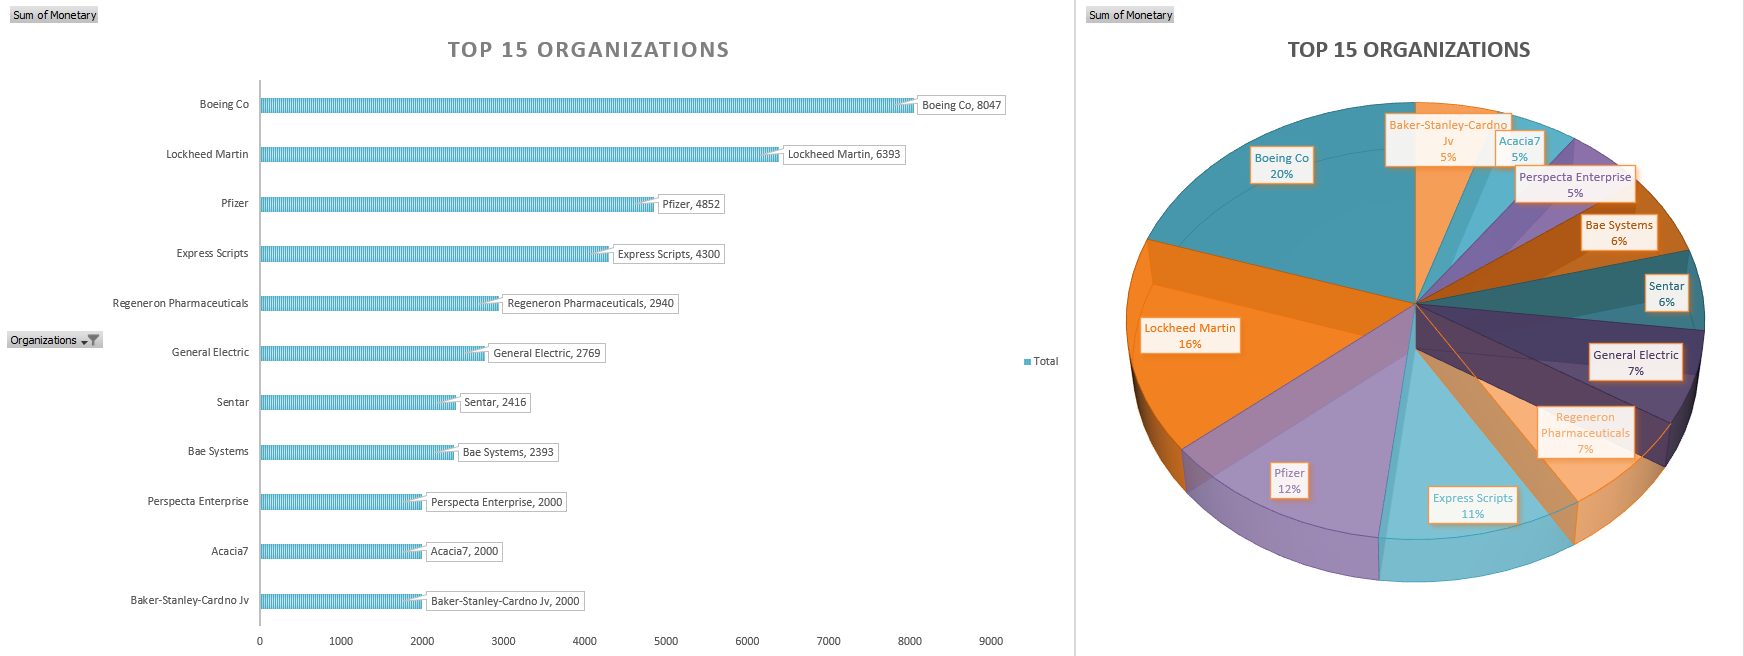 Sum of Monetary
TOP 15 ORGANIZATIONS
Boeing Co
Boeing Co, 8047
Lockheed Martin
Lockheed Martin, 6393
Pfizer
Pfizer, 4852
Express Scripts
Express Scripts, 4300
Regeneron Pharmaceuticals
Regeneron Pharmaceuticals, 2940
Organizations
General Electric
General Electric, 2769
Total
Sentar
Sentar, 2416
Bae Systems
Bae Systems, 2393
Perspecta Enterprise
Perspecta Enterprise, 2000
Acacia7
Acacia7, 2000
Baker-Stanley-Cardno Jv
Baker-Stanley-Cardno Jv, 2000
0 1000 2000 3000 4000 5000 6000 7000 8000 9000
Sum of Monetary
TOP 15 ORGANIZATIONS
Baker-Stanley-Cardno
Jv
5%
Acacia7
5%
Boeing Co
20%
Perspecta Enterprise
5%
Bae Systems
6%
Sentar
6%
Lockheed Martin
16%
General Electric
7%
Regeneron
Pharmaceuticals
7%
Pfizer
12%
Express Scripts
11%